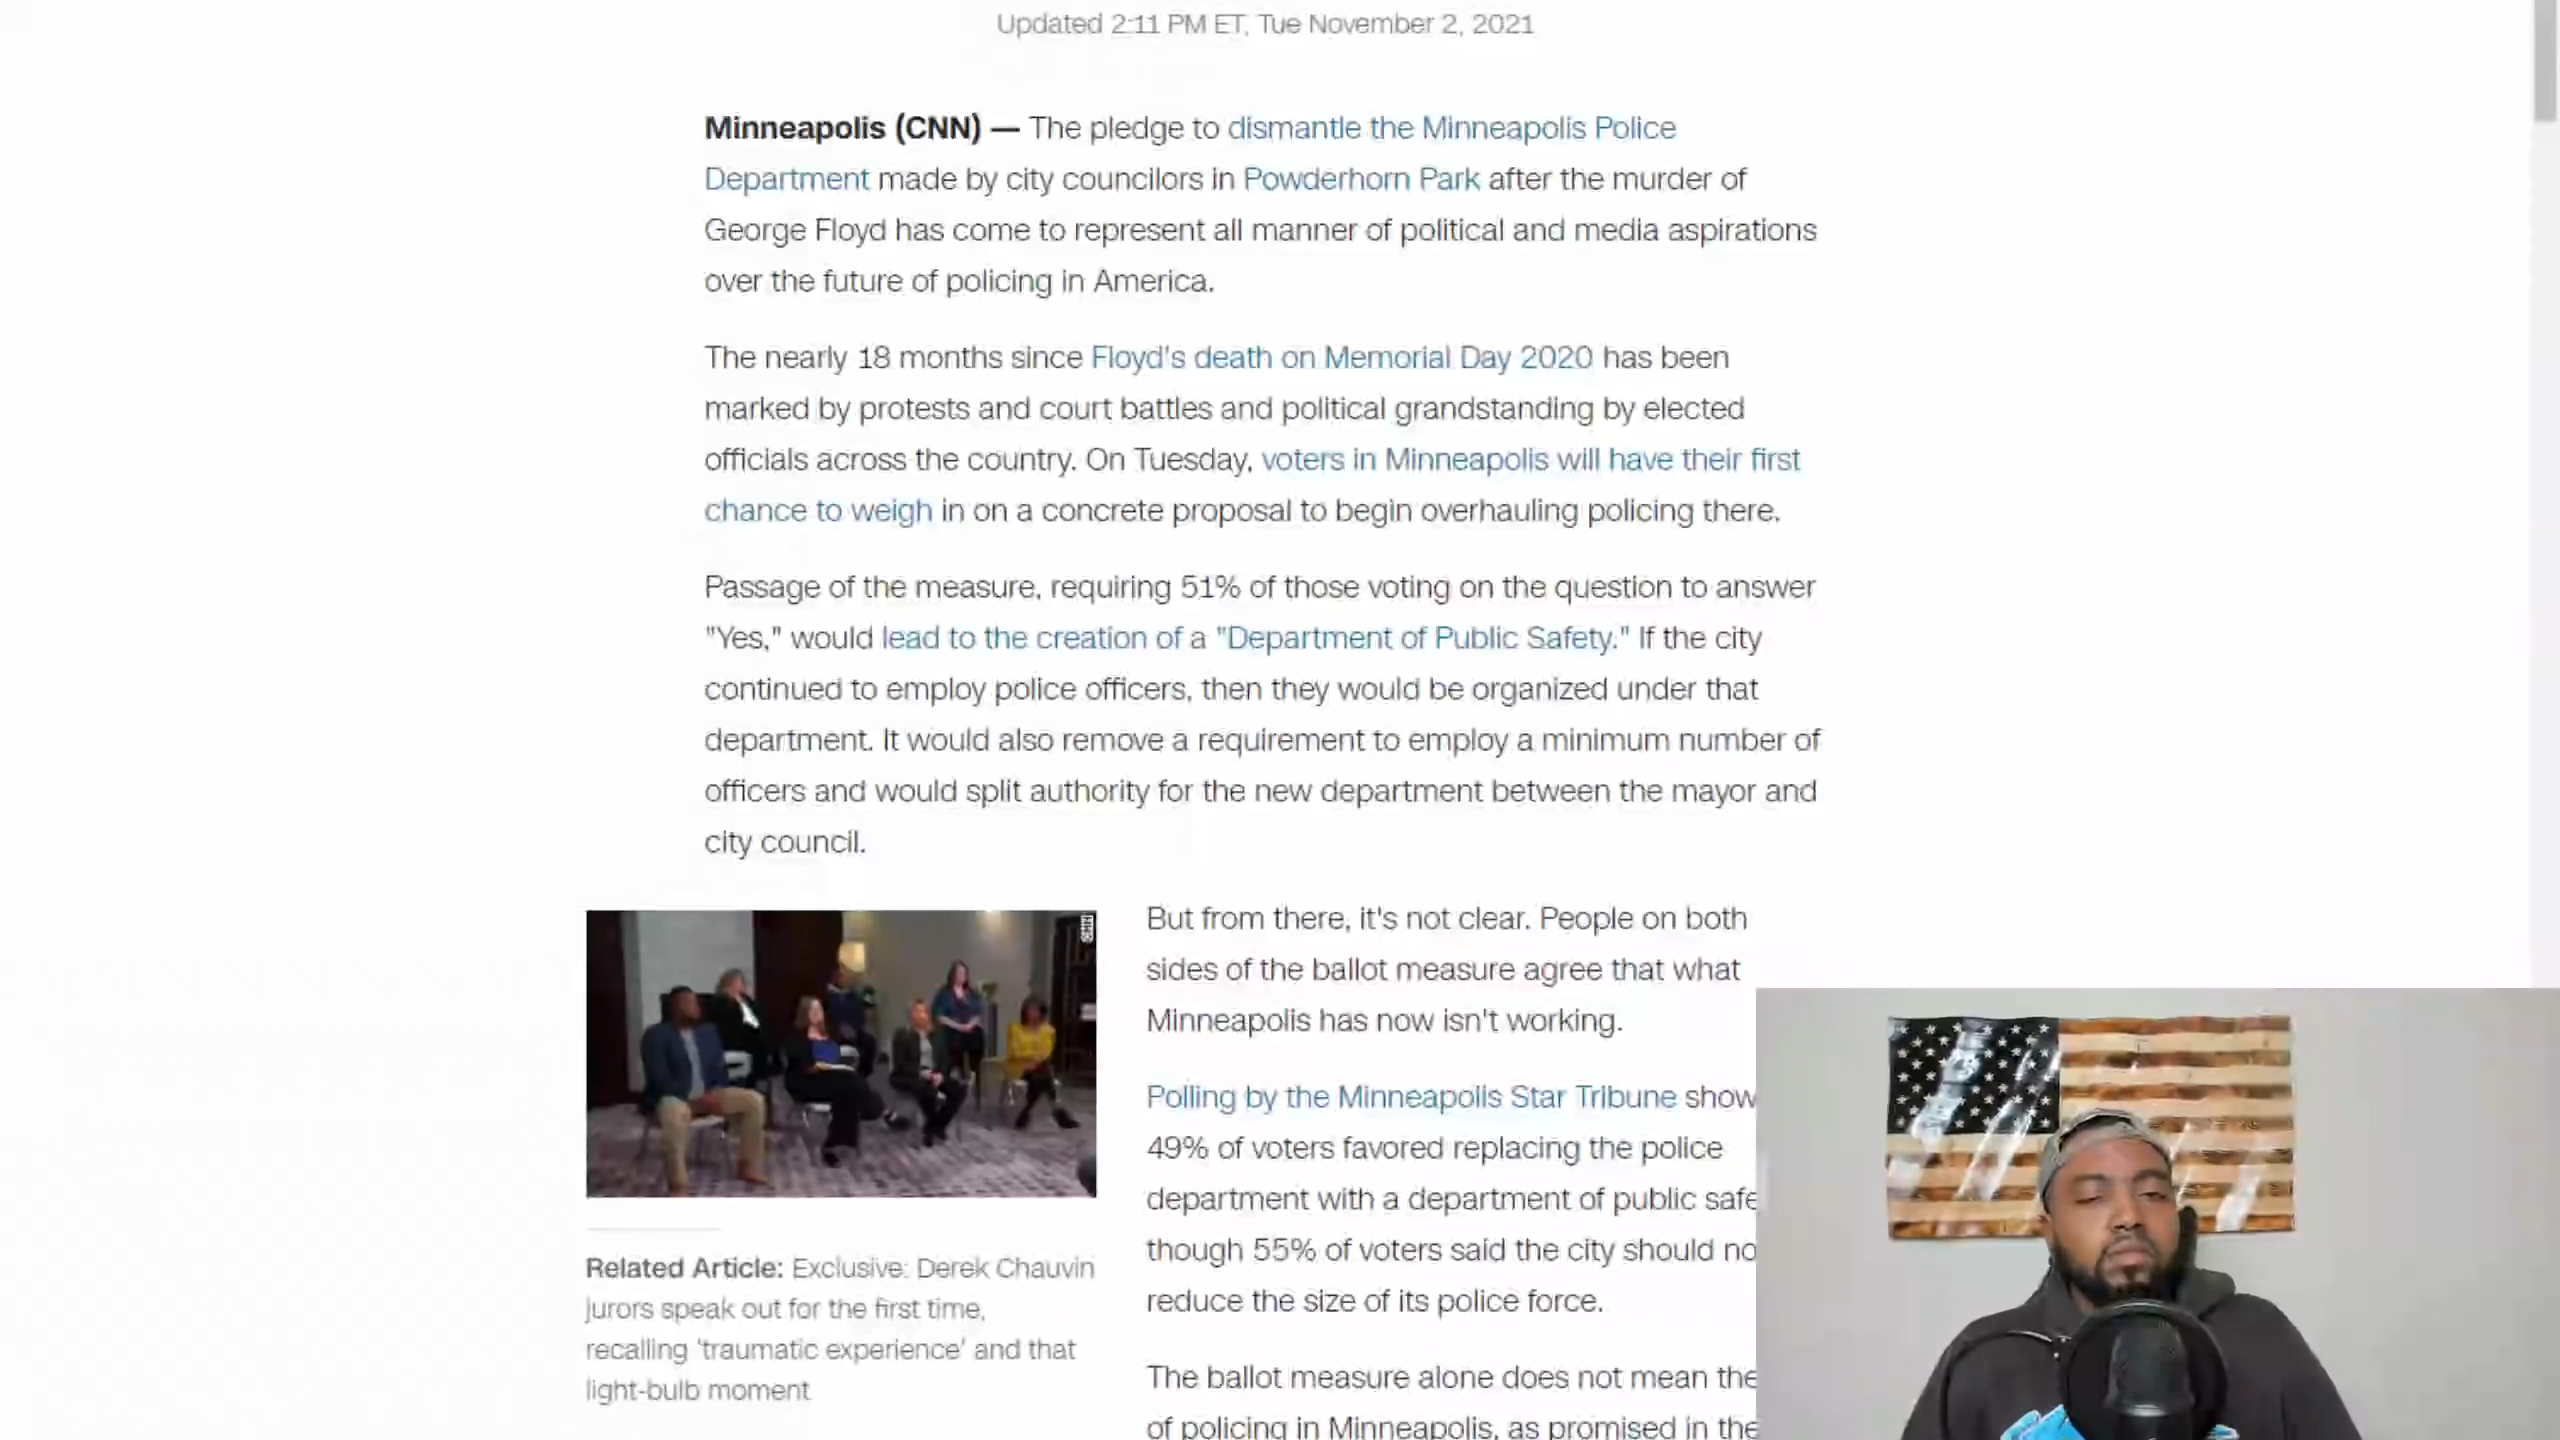 Updated 2:11 PM ET, Tue November 2, 2021
Minneapolis (CNN) — The pledge to dismantle the Minneapolis Police
Department made by city councilors in Powderhorn Park after the murder of
George Floyd has come to represent all manner of political and media aspirations
over the future of policing in America.
The nearly 18 months since Floyd's death on Memorial Day 2020 has been
marked by protests and court battles and political grandstanding by elected
officials across the country. On Tuesday, voters in Minneapolis will have their first
chance to weigh in on a concrete proposal to begin overhauling policing there.
Passage of the measure, requiring 51% of those voting on the question to answer
"Yes," would lead to the creation of a "Department of Public Safety." If the city
continued to employ police officers, then they would be organized under that
department. It would also remove a requirement to employ a minimum number of
officers and would split authority for the new department between the mayor and
city council.
But from there, it's not clear. People on both
sides of the ballot measure agree that what
Minneapolis has now isn't working.
Polling by the Minneapolis Star Tribune show
49% of voters favored replacing the police
department with a department of public safe
though 55% of voters said the city should no
reduce the size of its police force.
The ballot measure alone does not mean the
of policing in Minneapolis, as promised in the
Related Article: Exclusive: Derek Chauvin
jurors speak out for the first time,
recalling 'traumatic experience' and that
light-bulb moment